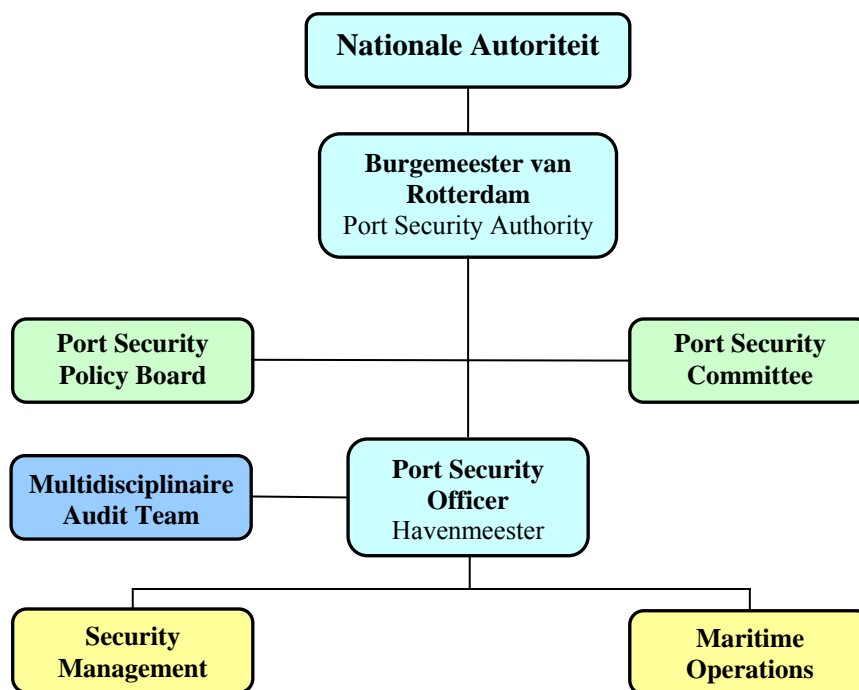 Nationale Autoriteit
Burgemeester van
Rotterdam
Port Security Authority
Port Security
Policy Board
Port Security
Committee
Multidisciplinaire
Audit Team
Port Security
Officer
Havenmeester
Security
Management
Maritime
Operations